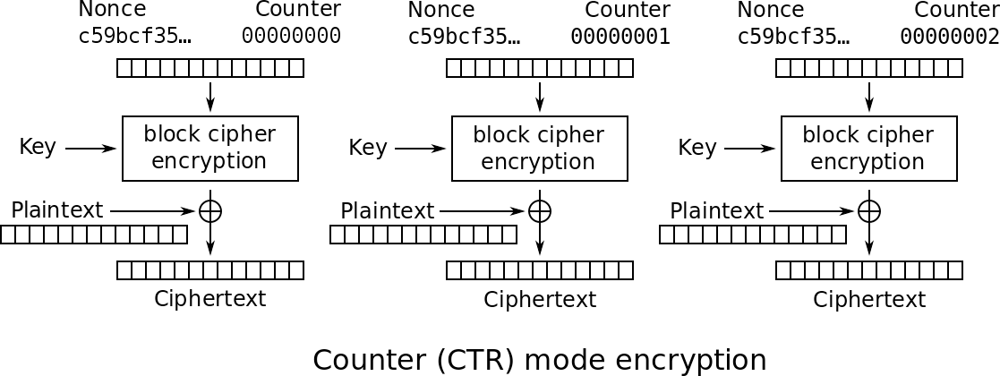 Nonce Counter Nonce Counter Nonce Counter
c59bcf35… 00000000 c59bcf35… 00000001 c59bcf35… 00000002
block cipher block cipher block cipher
Key Key Key
encryption encryption encryption
Plaintext Plaintext Plaintext
Ciphertext Ciphertext Ciphertext
Counter (CTR) mode encryption